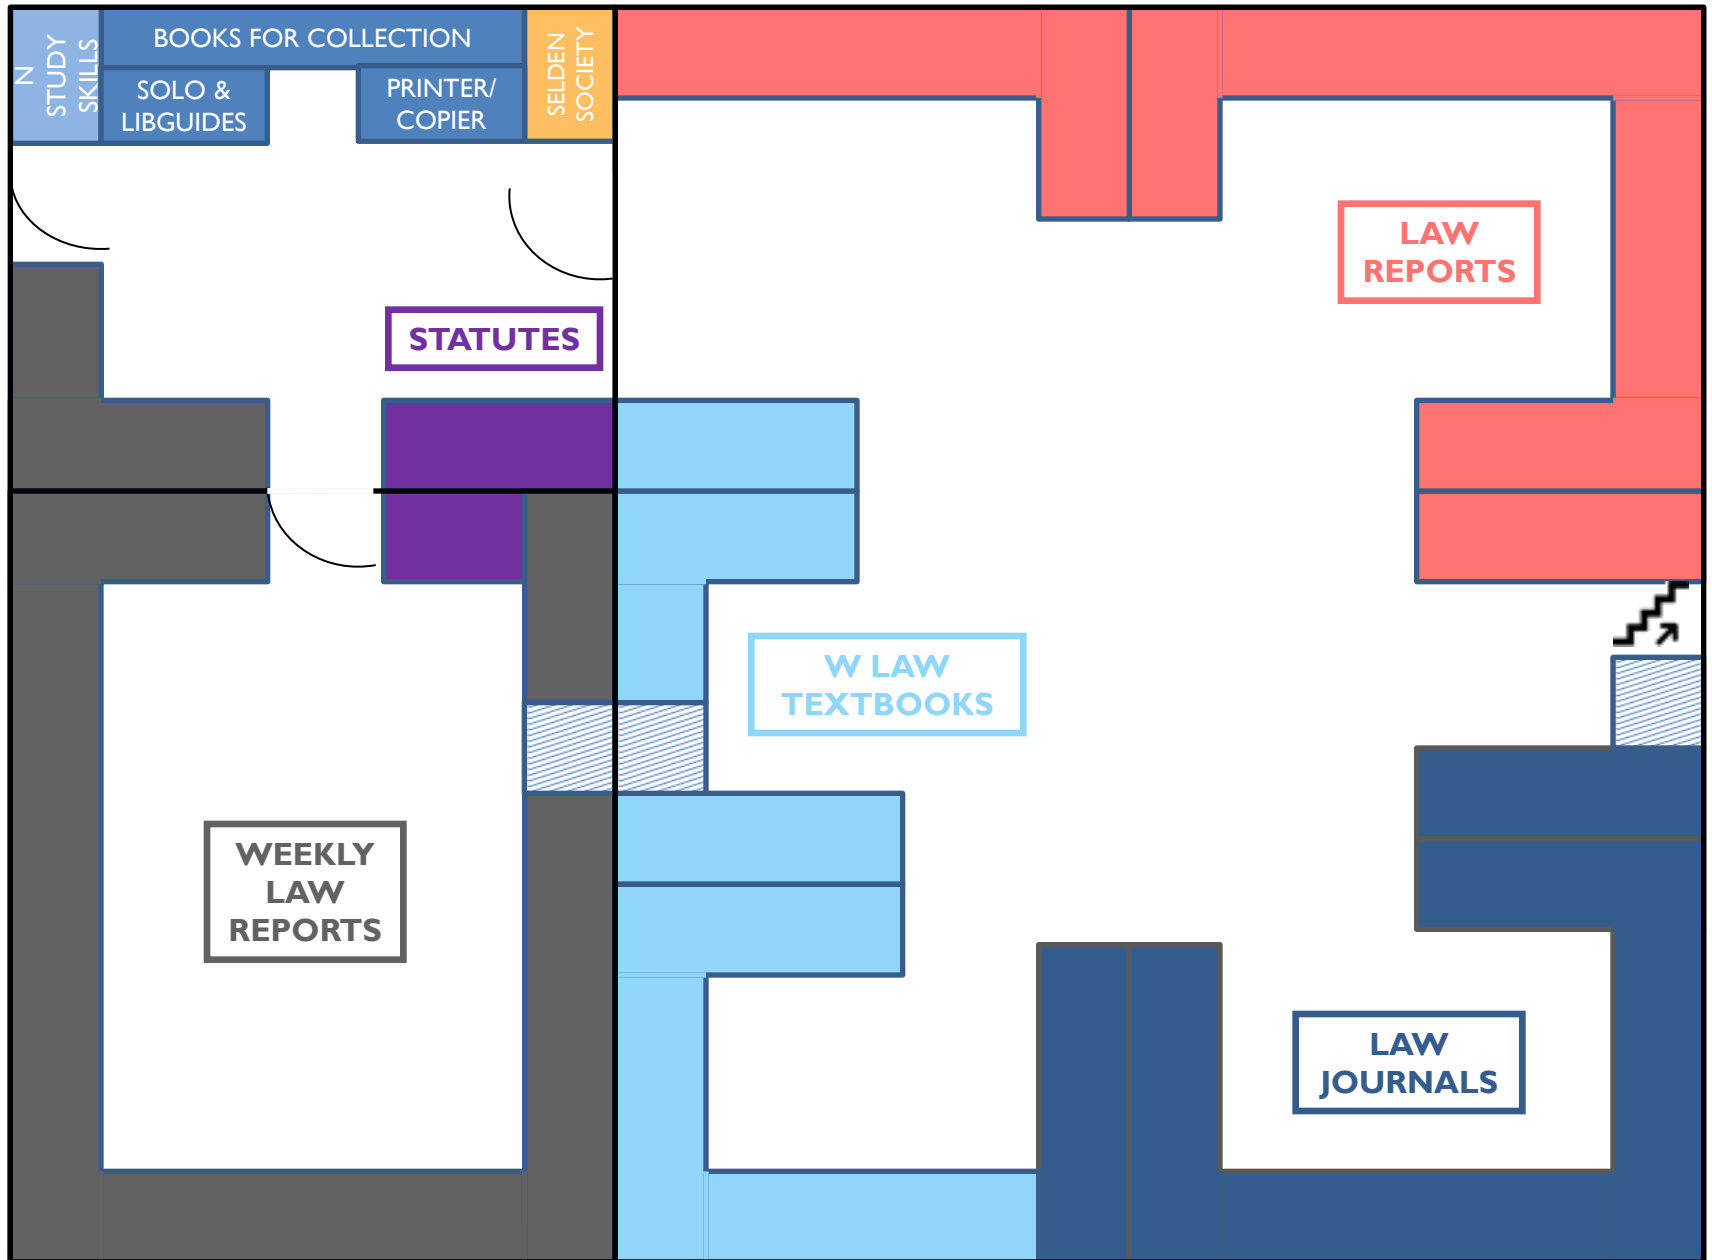 N
STUDY
SKILLS
BOOKS FOR COLLECTION
SOLO &
LIBGUIDES
PRINTER/
COPIER
SELDEN
SOCIETY
LAW
REPORTS
STATUTES
W LAW
TEXTBOOKS
WEEKLY
LAW
REPORTS
LAW
JOURNALS